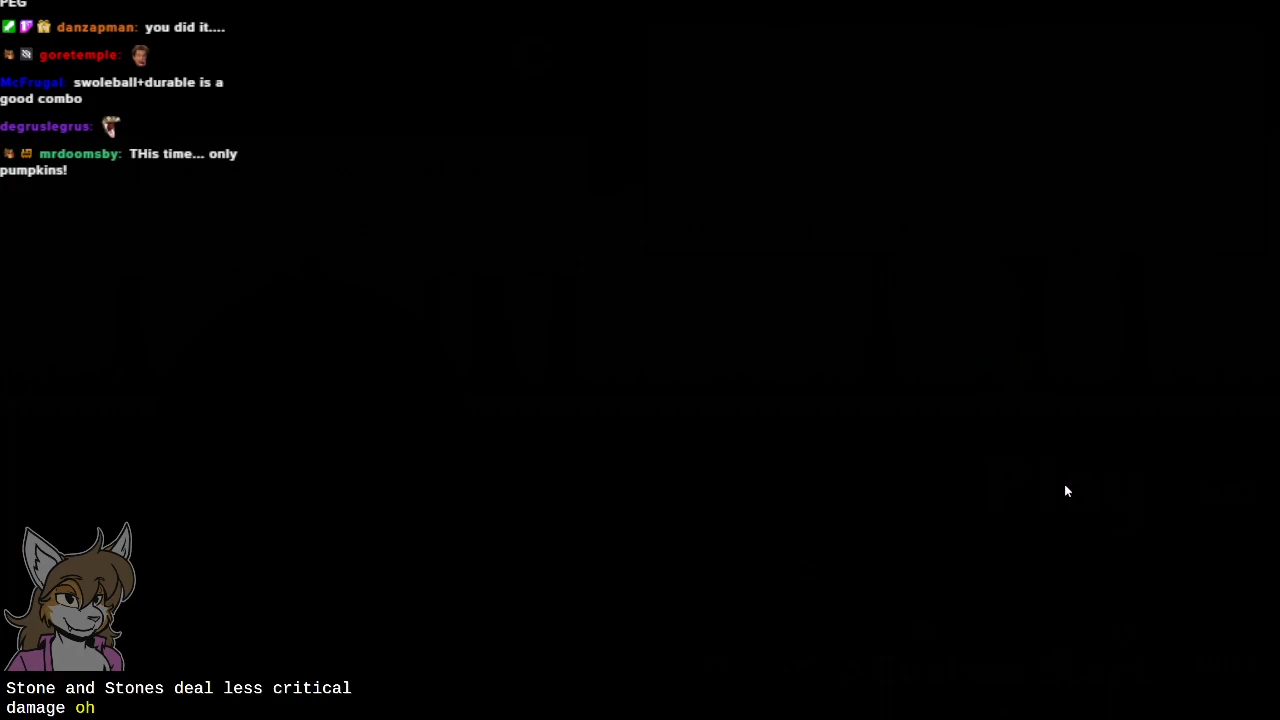 PEG
danzapman: you did it....
goretemple:
McFrugal: swoleball+durable is a
good combo
degruslegrus:
mrdoomsby: THis time... only
pumpkins!
Stone and Stones deal less critical
damage oh